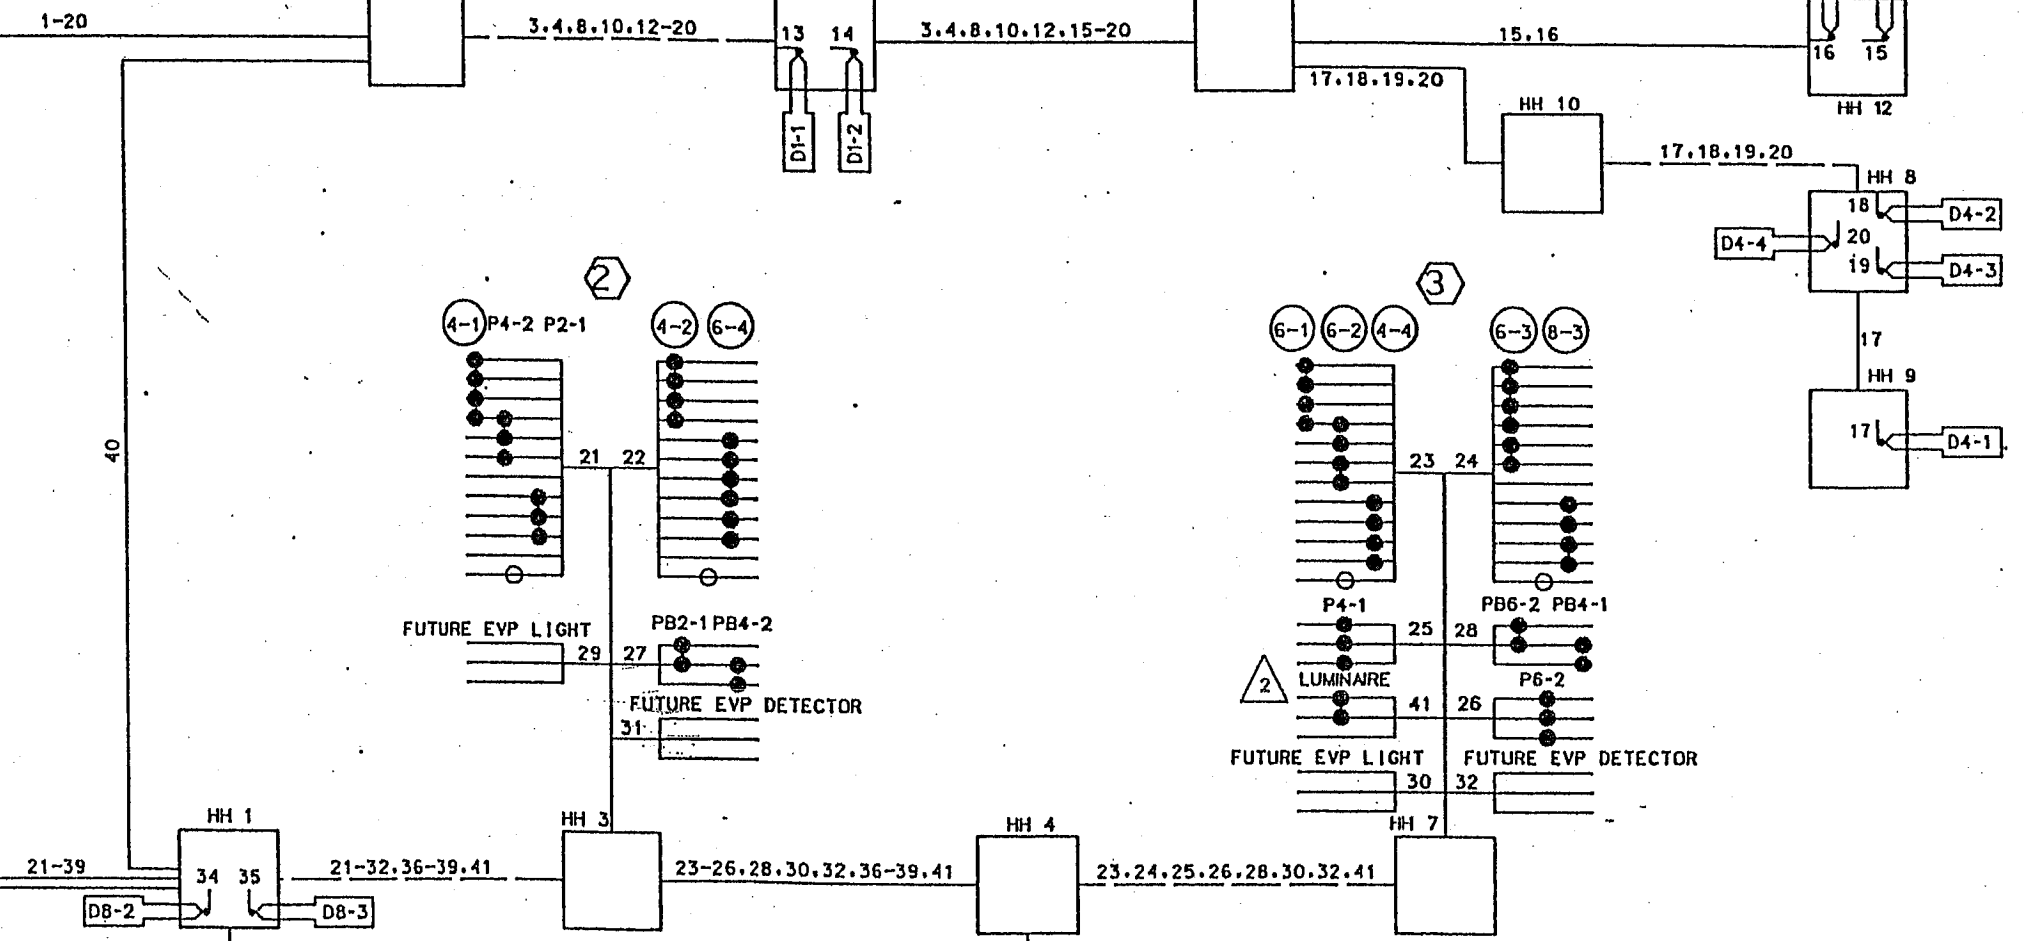 1-20
3.4.8.10.12-20
13 14
3.4.8.10.12.15-20
15.16
16 15
17.18.19.20
HH 10
HH 12
D1-1
D1-2
17.18.19.20
HH 8
18
D4-2
D4-4
20
19
D4-3
2
3
4-1 P4-2 P2-1
4-2 6-4
6-1 6-2 4-4
6-3 8-3
17
HH 9
17
D4-1
40
21 22
23 24
P4-1
PB6-2 PB4-1
FUTURE EVP LIGHT
PB2-1 PB4-2
25 28
29 27
2
LUMINAIRE
P6-2
FUTURE EVP DETECTOR
41 26
31
FUTURE EVP LIGHT
FUTURE EVP DETECTOR
30 32
HH 1
HH 3
HH 4
HH 7
21-39
34 35
21-32.36-39.41
23-26.28.30.32.36-39.41
23.24.25.26.28.30.32.41
D8-2
D8-3